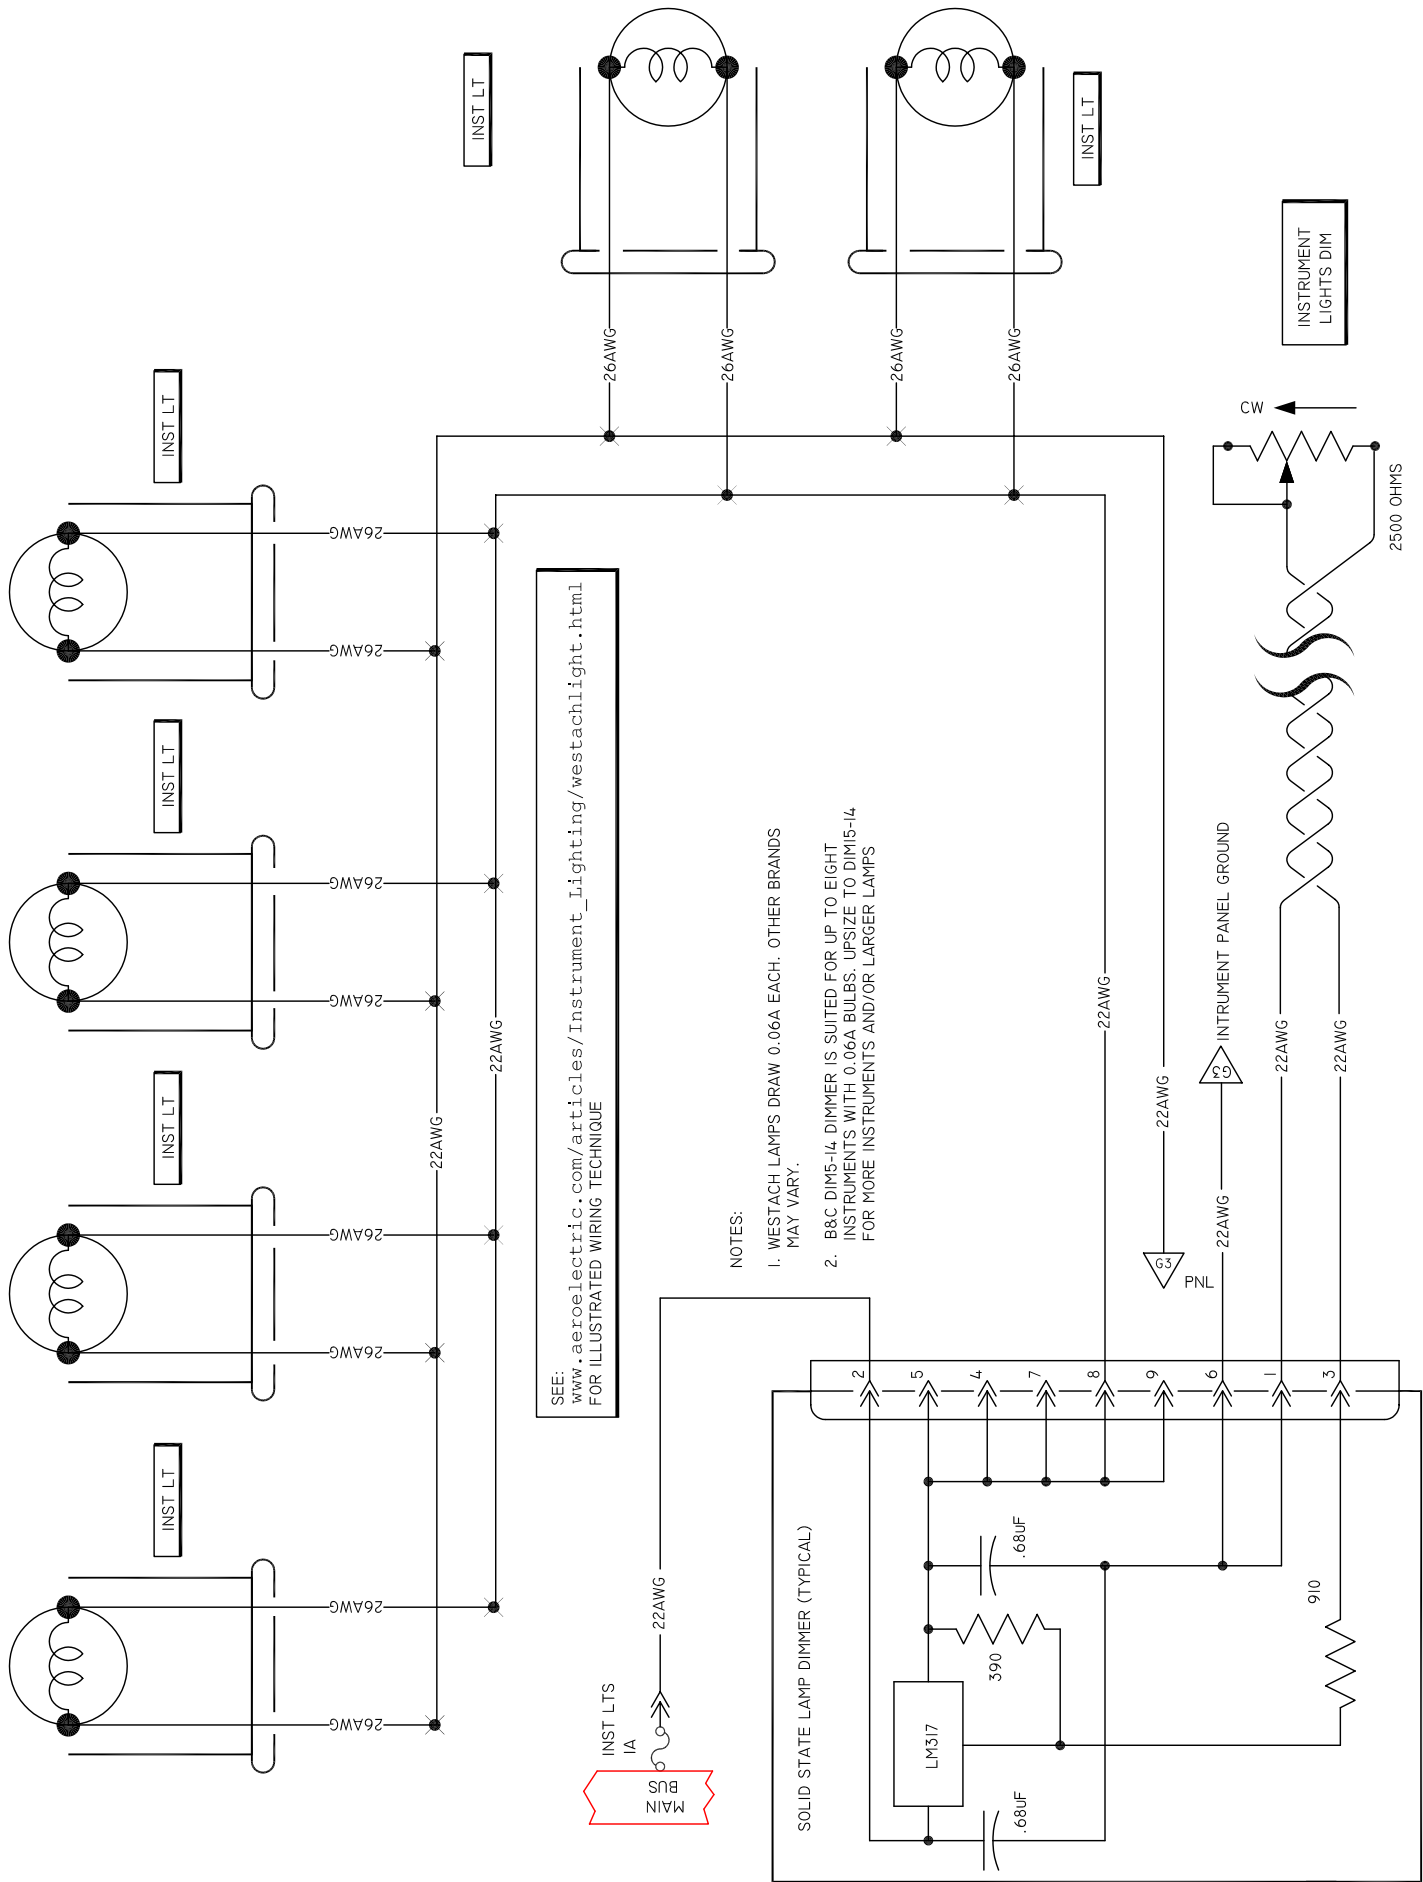 INST LT
INST LT
INST LT
INST LT
INST LT
INST LT
26AWG
26AWG
26AWG
26AWG
26AWG
26AWG
26AWG
26AWG
26AWG
26AWG
26AWG
26AWG
22AWG
22AWG
SEE:
www.aeroelectric.com/articles/Instrument_Lighting/westachlight.html
FOR ILLUSTRATED WIRING TECHNIQUE
NOTES:
1. WESTACH LAMPS DRAW 0.06A EACH. OTHER BRANDS
MAY VARY.
2. B&C DIM5-14 DIMMER IS SUITED FOR UP TO EIGHT
INSTRUMENTS WITH 0.06A BULBS. UPSIZE TO DIM15-14
FOR MORE INSTRUMENTS AND/OR LARGER LAMPS
INST LTS
1A
MAIN
BUS
22AWG
22AWG
22AWG
G3
PNL
22AWG
G3
INTRUMENT PANEL GROUND
22AWG
22AWG
INSTRUMENT
LIGHTS DIM
CW
2500 OHMS
SOLID STATE LAMP DIMMER (TYPICAL)
2
5
4
7
8
9
6
1
3
LM317
390
.68uF
.68uF
910